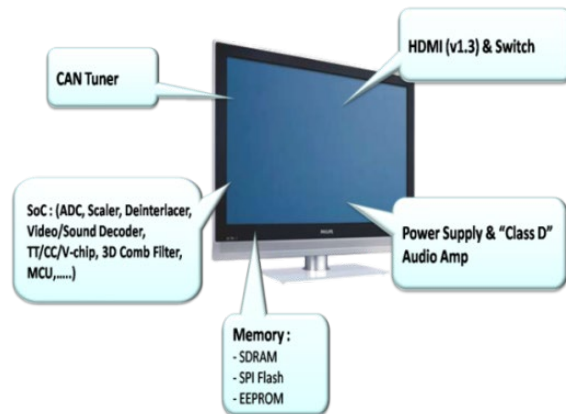 HDMI (v1.3) & Switch
CAN Tuner
SoC : (ADC, Scaler, Deinterlacer,
Video/Sound Decoder,
TT/CC/V-chip, 3D Comb Filter,
MCU,.....)
Power Supply & “Class D”
Audio Amp
PHILIPS
Memory :
- SDRAM
- SPI Flash
- EEPROM